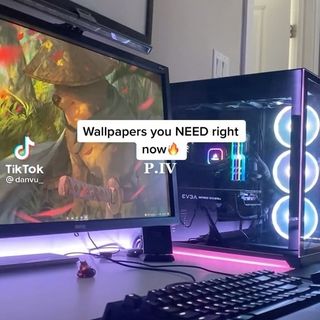 Wallpapers you NEED right
now🔥
P.IV
TikTok
@danvu_
EVGA